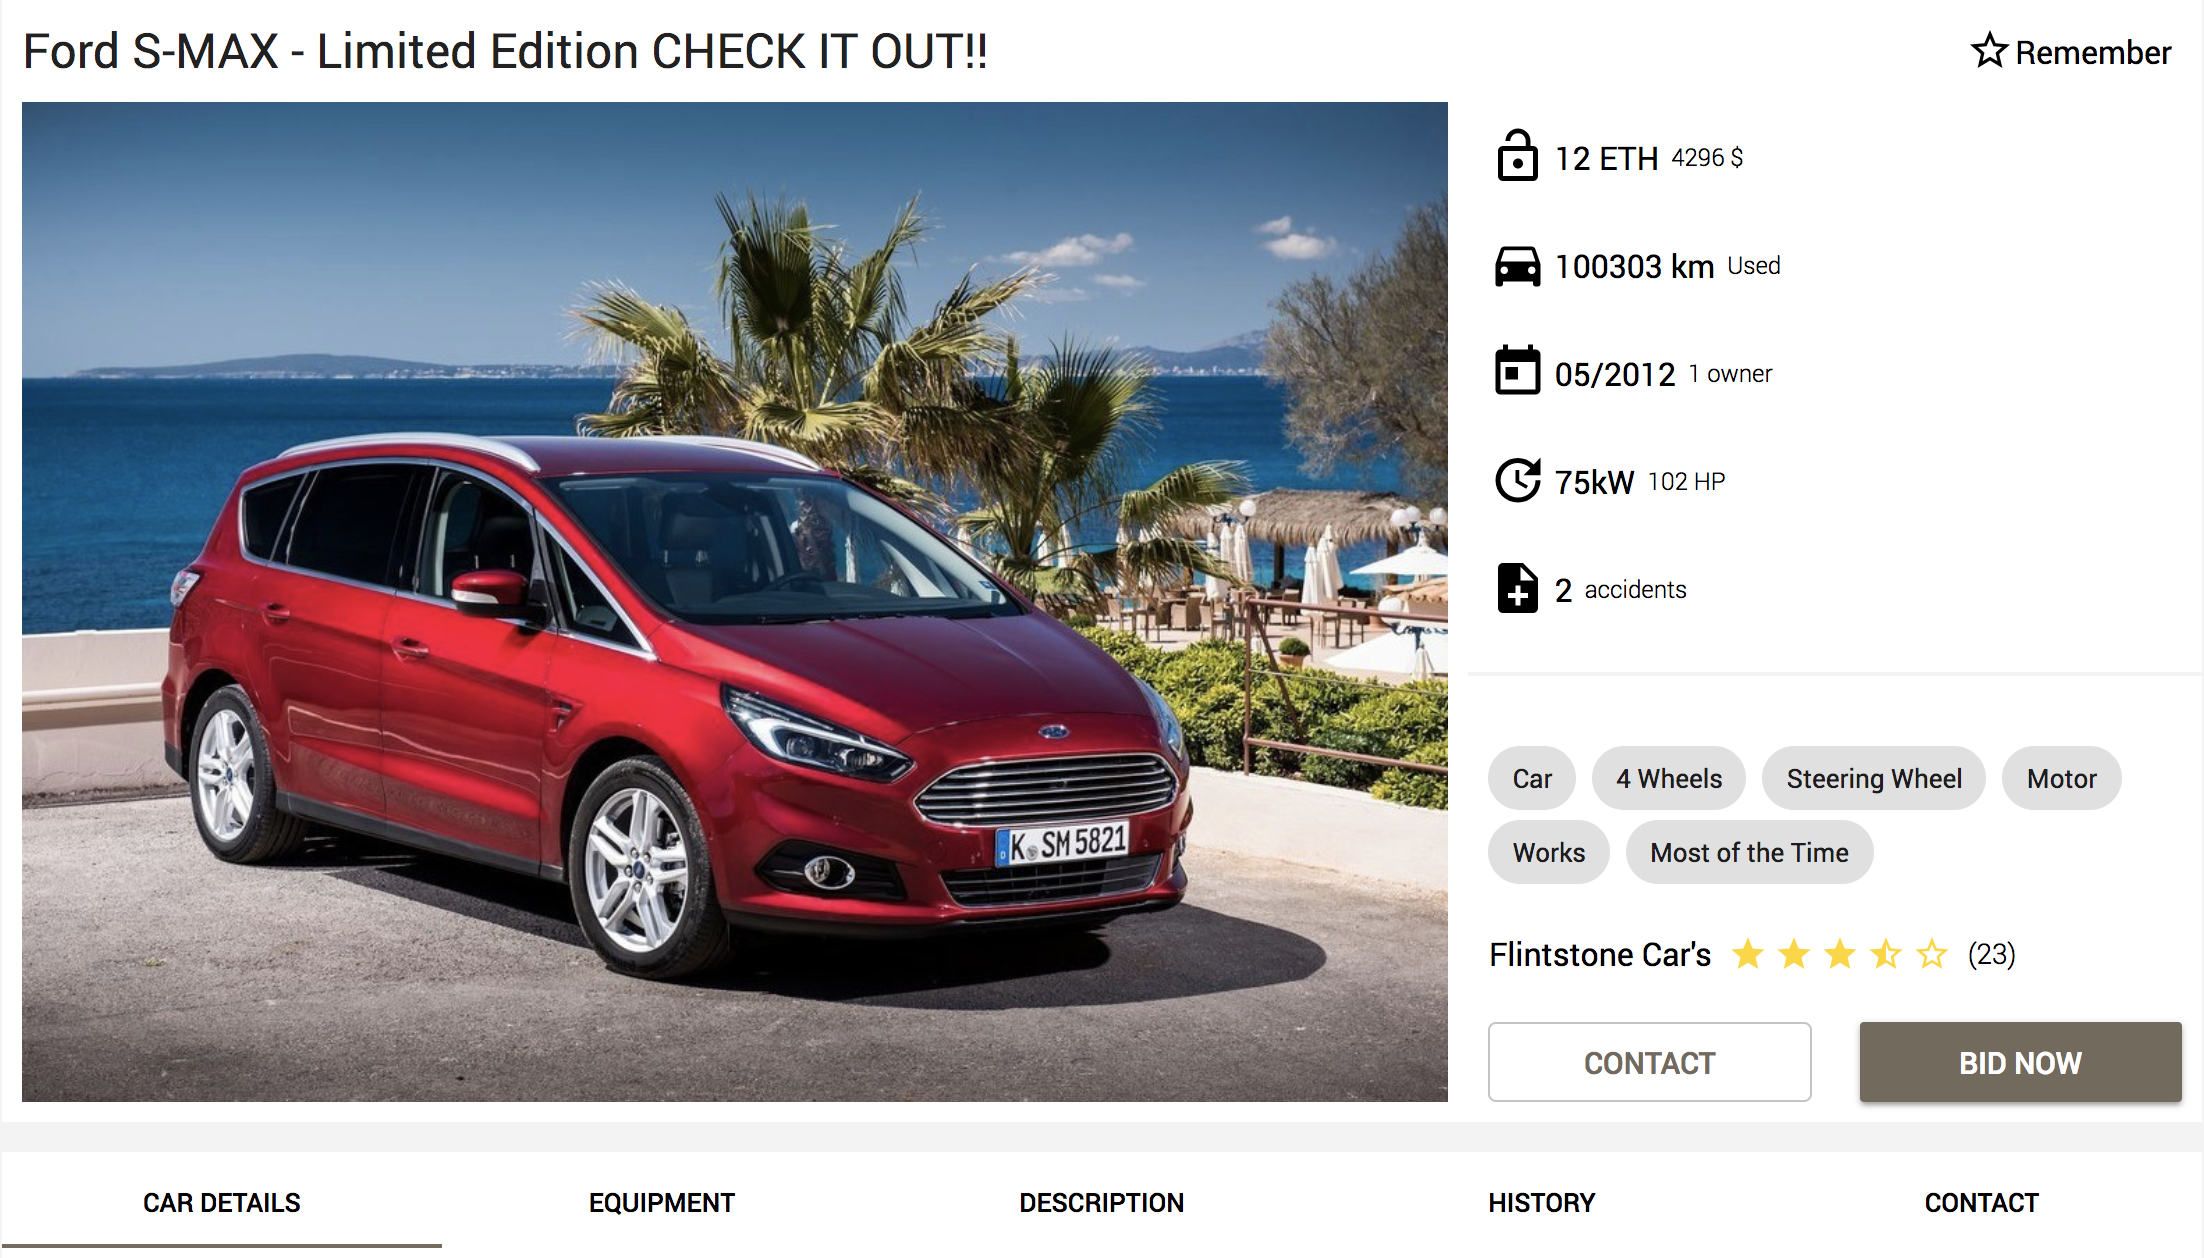 Ford S-MAX - Limited Edition CHECK IT OUT!!
Remember
12 ETH 4296 $
100303 km Used
05/2012 1 owner
75kW 102 HP
2 accidents
K SM 5821
D
Car
4 Wheels
Steering Wheel
Motor
Works
Most of the Time
Flintstone Car's (23)
CONTACT
BID NOW
CAR DETAILS
EQUIPMENT
DESCRIPTION
HISTORY
CONTACT